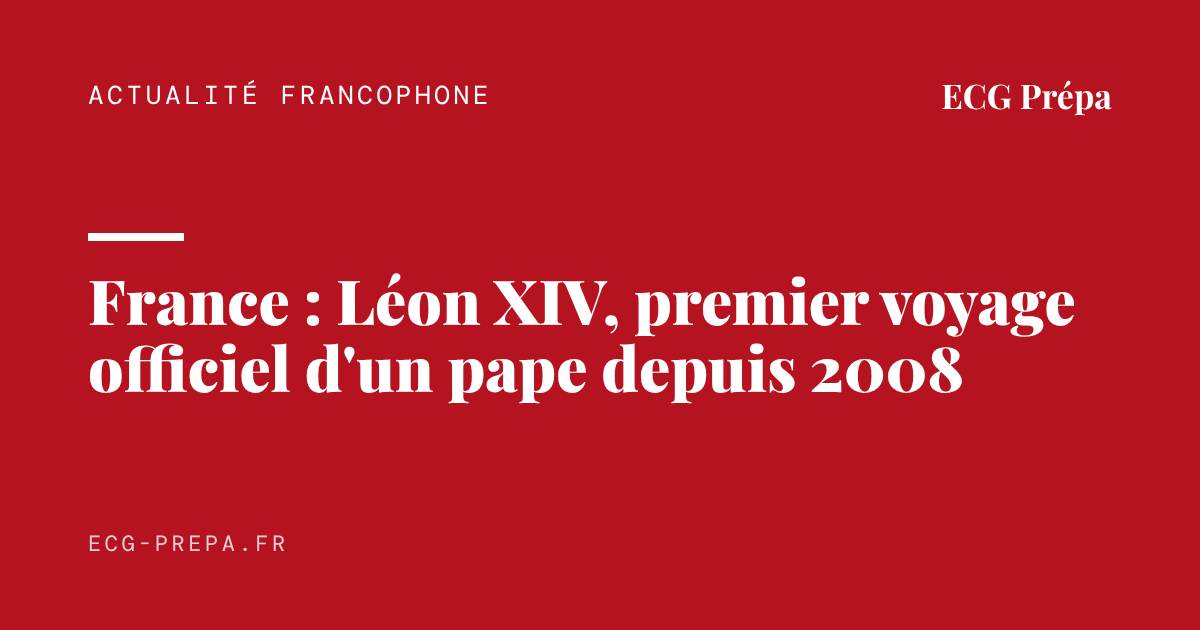 ACTUALITÉ FRANCOPHONE
ECG Prépa
France : Léon XIV, premier voyage
officiel d'un pape depuis 2008
ECG-PREPA.FR